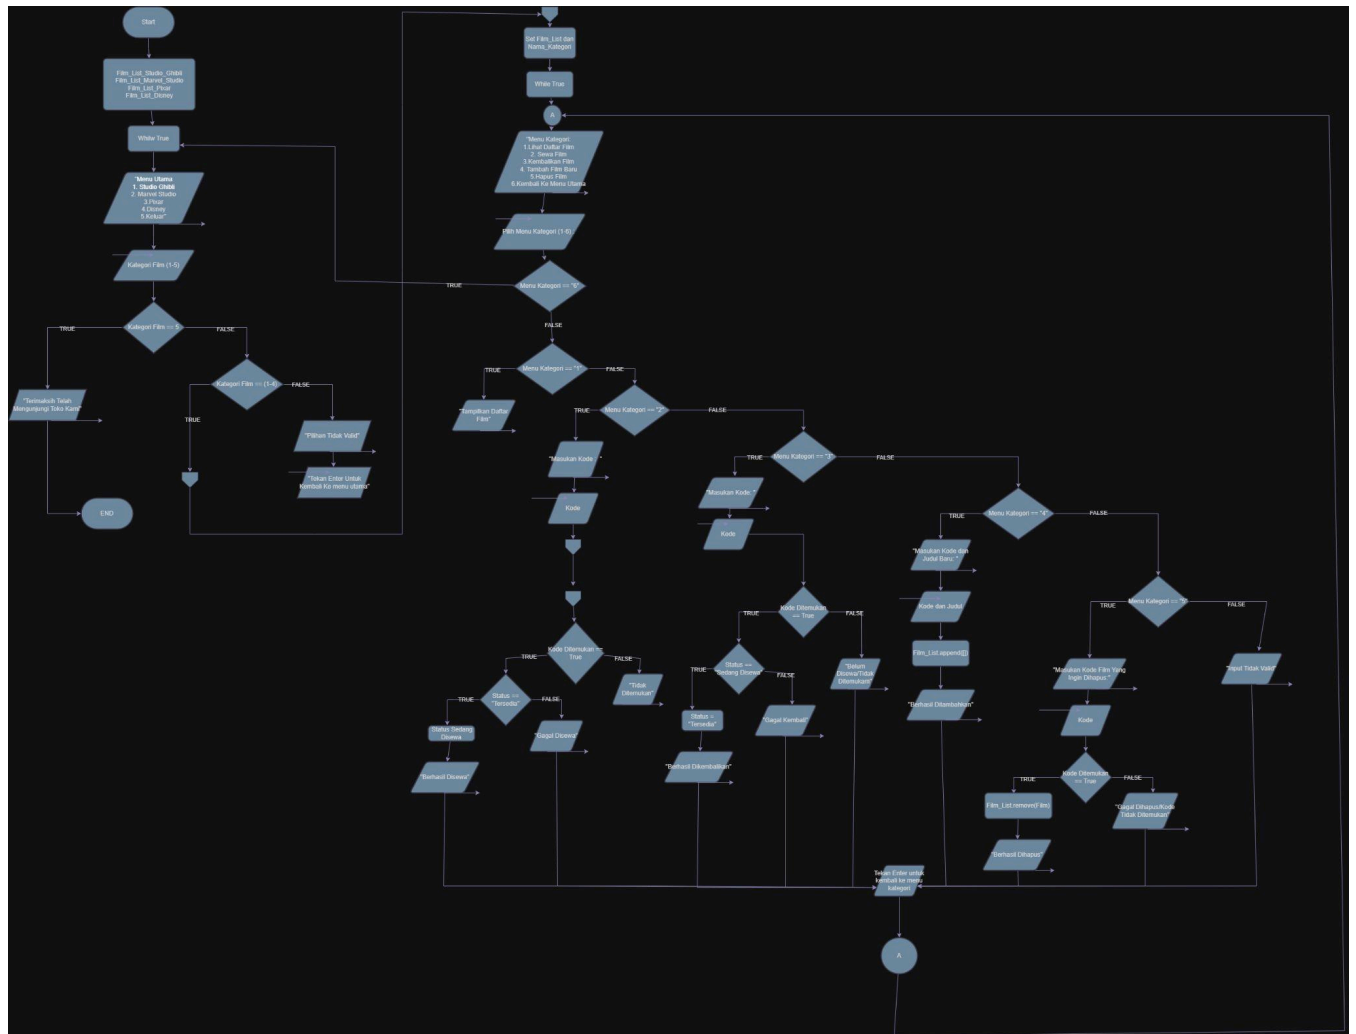 Start
Film_List_Studio_Ghibli
Film_List_Marvel_Studio
Film_List_Pixar
Film_List_Disney
While True
"Menu Utama
1. Studio Ghibli
2. Marvel Studio
3.Pixar
4.Disney
5.Keluar"
Kategori Film (1-5)
Kategori Film == 5
TRUE
FALSE
"Terimaksih Telah
Mengunjungi Toko Kami"
END
Kategori Film == (1-4)
FALSE
"Pilihan Tidak Valid"
"Tekan Enter Untuk
Kembali Ke menu utama"
Set Film_List dan
Nama_Kategori
While True
A
"Menu Kategori
1.Lihat Daftar Film
2. Sewa Film
3.Kembalikan Film
4. Tambah Film Baru
5.Hapus Film
6.Kembali Ke Menu Utama
Pilih Menu Kategori (1-6)
Menu Kategori == "6"
TRUE
FALSE
Menu Kategori == "1"
TRUE
FALSE
"Tampilkan Daftar
Film"
Menu Kategori == "2"
TRUE
FALSE
"Masukan Kode : "
Kode
Kode Ditemukan ==
True
TRUE
FALSE
"Tidak
Ditemukan"
Status ==
"Tersedia"
TRUE
FALSE
Status Sedang
Disewa
"Berhasil Disewa"
"Gagal Disewa"
Menu Kategori == "3"
TRUE
FALSE
"Masukan Kode: "
Kode
Kode Ditemukan
== True
TRUE
FALSE
Status ==
"Sedang Disewa"
TRUE
FALSE
"Belum
Disewa/Tidak
Ditemukam"
Status =
"Tersedia"
"Gagal Kembali"
"Berhasil Dikembalikan"
Menu Kategori == "4"
TRUE
FALSE
"Masukan Kode dan
Judul Baru: "
Kode dan Judul
Film_List.append([])
"Berhasil Ditambahkan"
Menu Kategori == "5"
TRUE
FALSE
"Masukan Kode Film Yang
Ingin Dihapus "
Kode
Kode Ditemukan
== True
TRUE
FALSE
Film_List.remove(Film)
"Berhasil Dihapus"
"Gagal Dihapus/Kode
Tidak Ditemukan"
"Input Tidak Valid"
Tekan Enter untuk
kembali ke menu
kategori
A